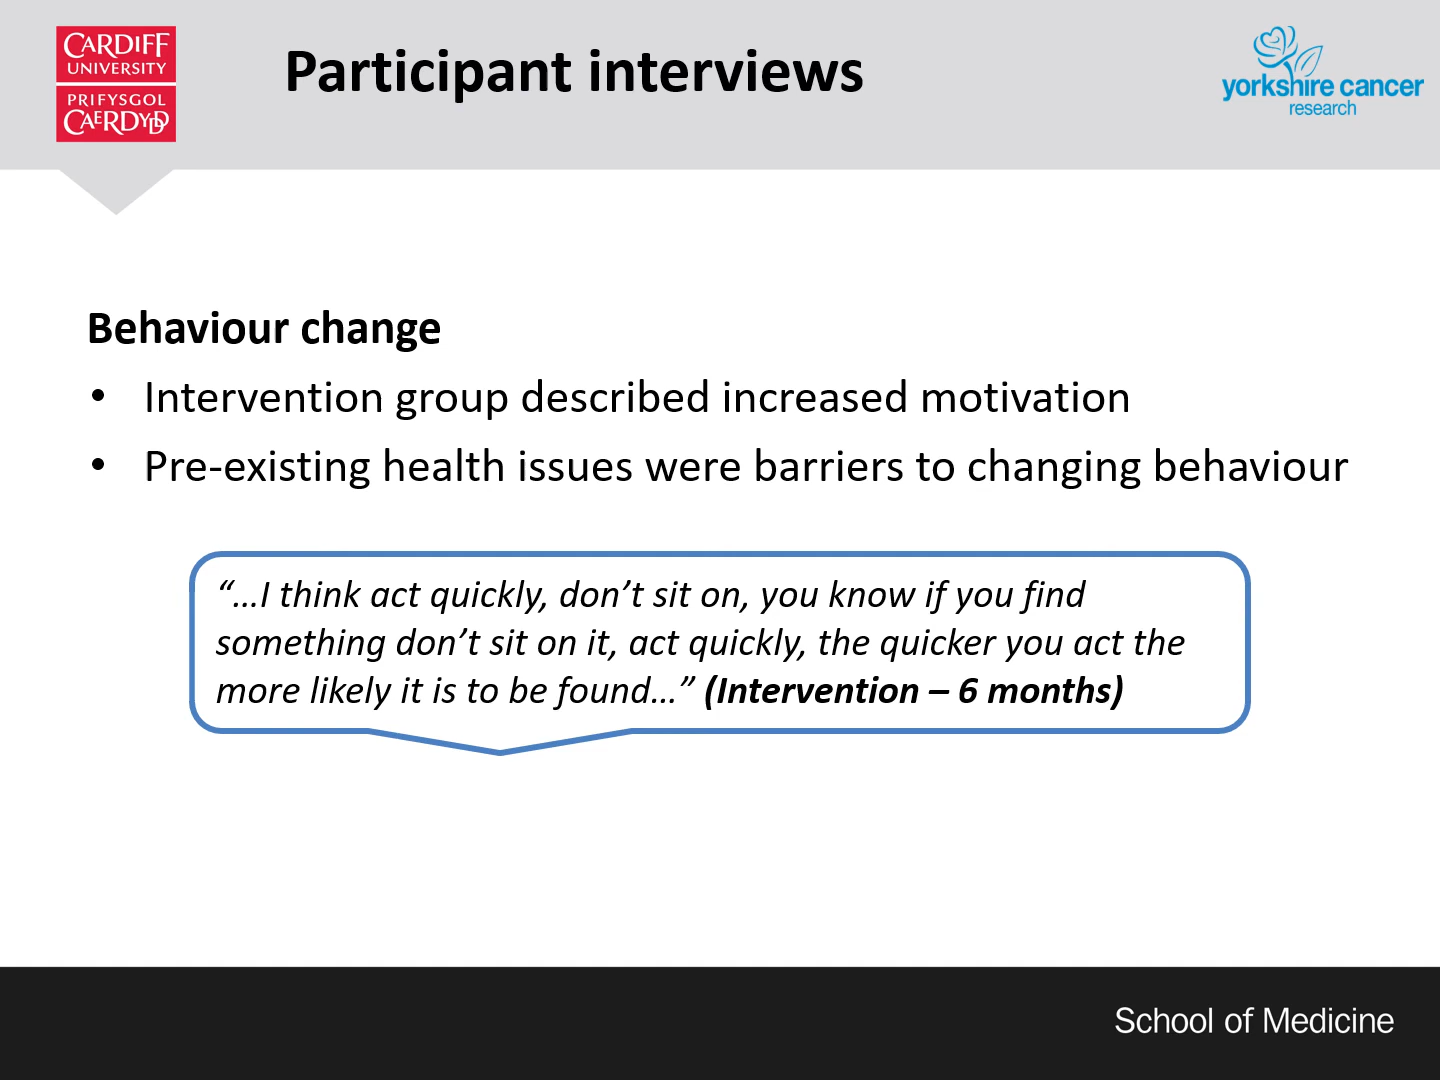 CARDIFF
UNIVERSITY
PRIFYSGOL
CAERDYDD
Participant interviews
yorkshire cancer
research
Behaviour change
• Intervention group described increased motivation
• Pre-existing health issues were barriers to changing behaviour
“…I think act quickly, don’t sit on, you know if you find
something don’t sit on it, act quickly, the quicker you act the
more likely it is to be found…” (Intervention – 6 months)
School of Medicine